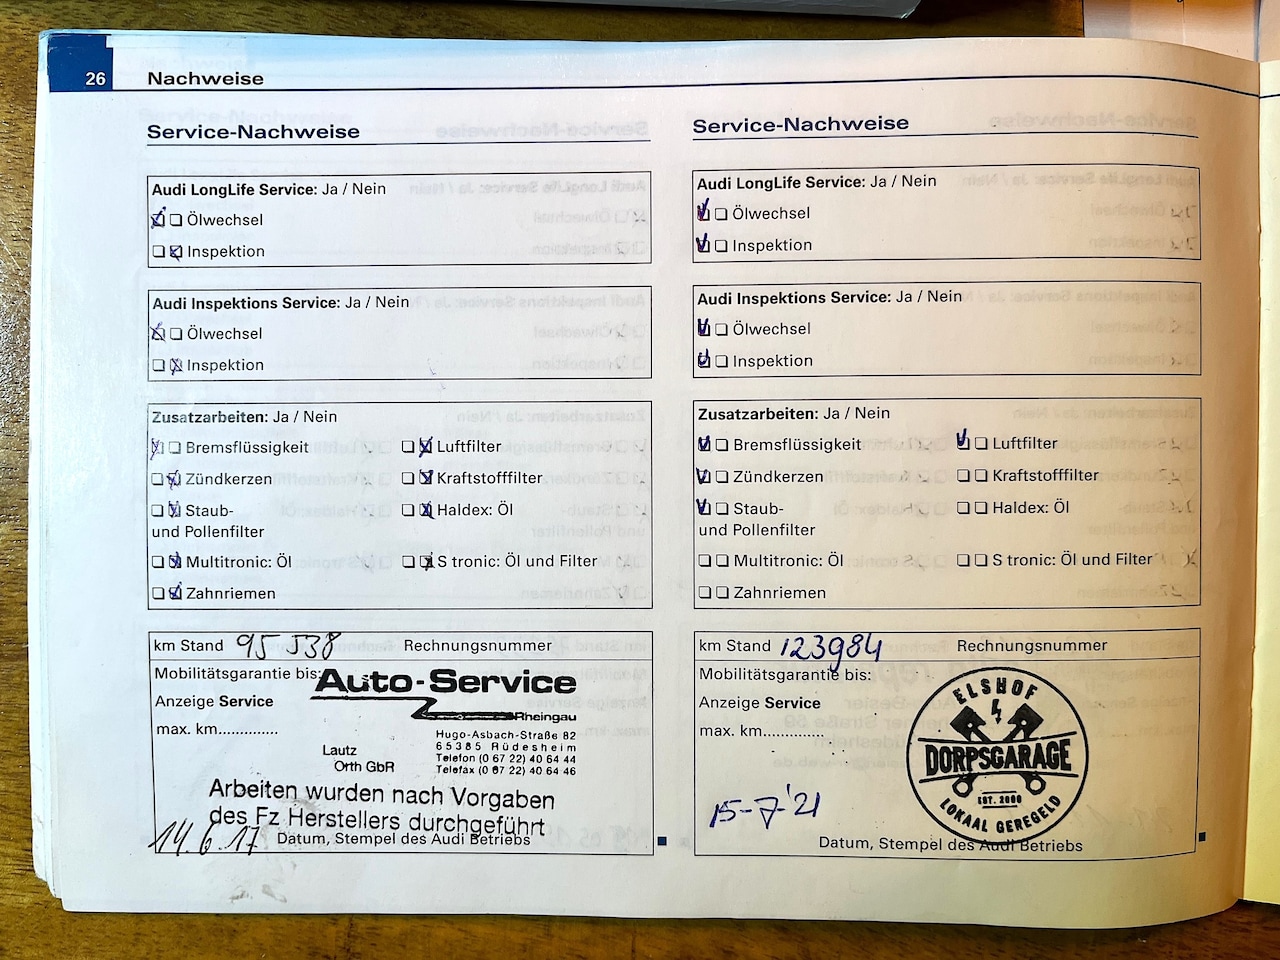 26 Nachweise
Service-Nachweise
Audi LongLife Service: Ja / Nein
Ölwechsel
Inspektion
Audi Inspektions Service: Ja / Nein
Ölwechsel
Inspektion
Zusatzarbeiten: Ja / Nein
Bremsflüssigkeit Luftfilter
Zündkerzen Kraftstofffilter
Staub- Haldex: Öl
und Pollenfilter
Multitronic: Öl S tronic: Öl und Filter
Zahnriemen
km Stand 95 538 Rechnungsnummer
Mobilitätsgarantie bis:
Auto-Service
Anzeige Service
Rheingau
max. km..............
Hugo-Asbach-Straße 82
65385 Rüdesheim
Telefon (0 67 22) 40 64 44
Telefax (0 67 22) 40 64 46
Lautz
Orth GbR
Arbeiten wurden nach Vorgaben
des Fz Herstellers durchgeführt
14.6.17 Datum, Stempel des Audi Betriebs
Service-Nachweise
Audi LongLife Service: Ja / Nein
Ölwechsel
Inspektion
Audi Inspektions Service: Ja / Nein
Ölwechsel
Inspektion
Zusatzarbeiten: Ja / Nein
Bremsflüssigkeit Luftfilter
Zündkerzen Kraftstofffilter
Staub- Haldex: Öl
und Pollenfilter
Multitronic: Öl S tronic: Öl und Filter
Zahnriemen
km Stand 123984 Rechnungsnummer
Mobilitätsgarantie bis:
Anzeige Service
max. km..............
ELSHOF
DORPSGARAGE
EST. 2000
LOKAAL GEREGELD
15-7-'21
Datum, Stempel des Audi Betriebs